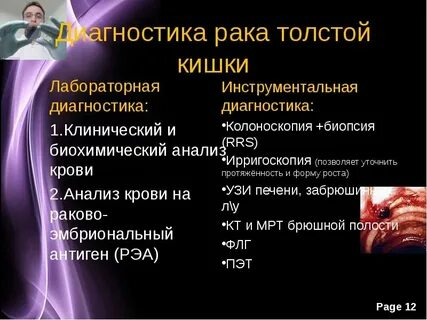 Диагностика рака толстой
кишки
Лабораторная
диагностика:
1.Клинический и
биохимический анализ
крови
2.Анализ крови на
раково-
эмбриональный
антиген (РЭА)
Инструментальная
диагностика:
•Колоноскопия +биопсия
(RRS)
•Ирригоскопия (позволяет уточнить
протяжённость и форму роста)
•УЗИ печени, забрюшин
л\у
•КТ и МРТ брюшной полости
•ФЛГ
•ПЭТ
Page 12